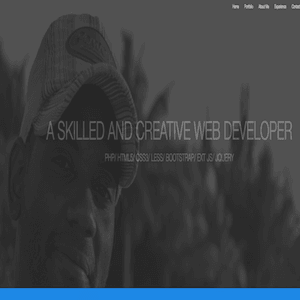 Home Portfolio About Me Experience Contact
A SKILLED AND CREATIVE WEB DEVELOPER
PHP/ HTML5/ CSS3/ LESS/ BOOTSTRAP/ EXT JS/ JQUERY